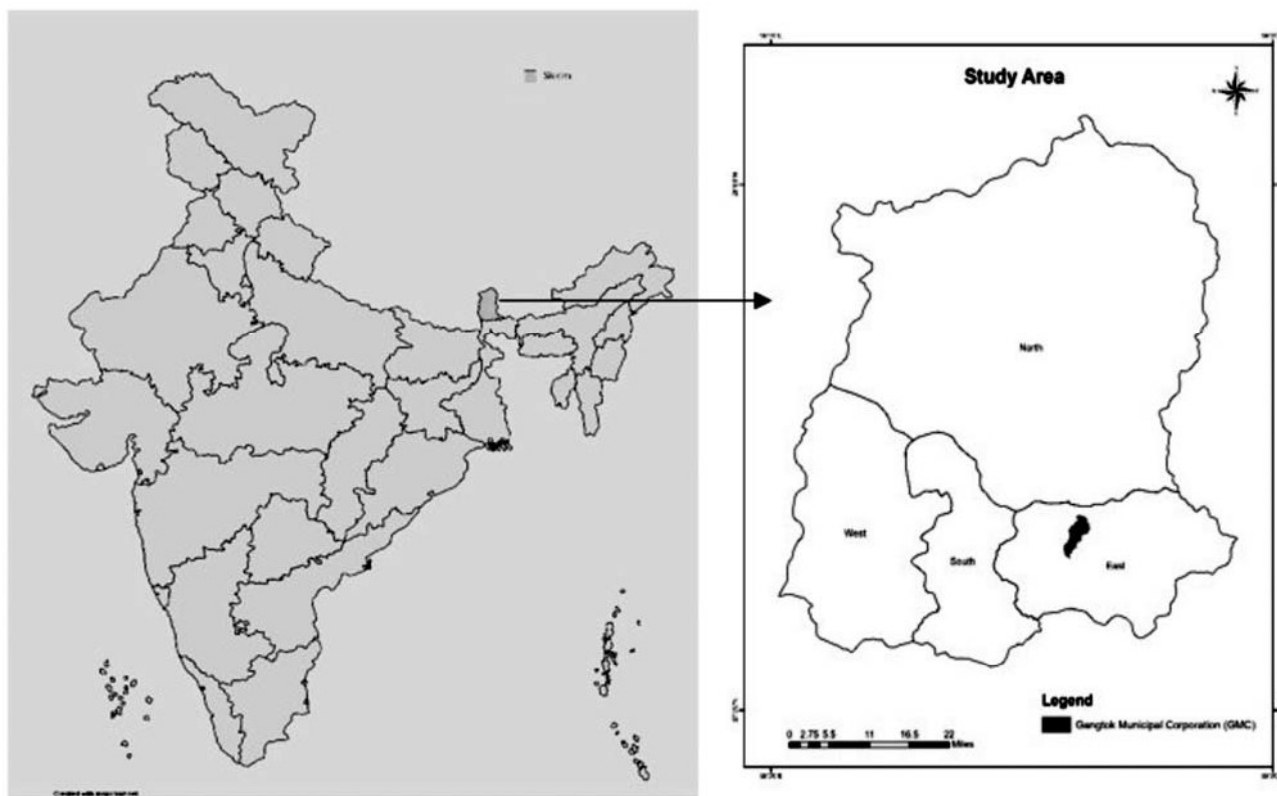 Sikkim
Study Area
North
West
South
East
Legend
Gangtok Municipal Corporation (GMC)
0 2.75 5.5 11 16.5 22
Miles